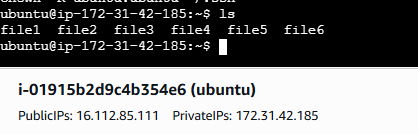 ubuntu@ip-172-31-42-185:~$ ls
file1 file2 file3 file4 file5 file6
ubuntu@ip-172-31-42-185:~$
i-01915b2d9c4b354e6 (ubuntu)
PublicIPs: 16.112.85.111 PrivateIPs: 172.31.42.185